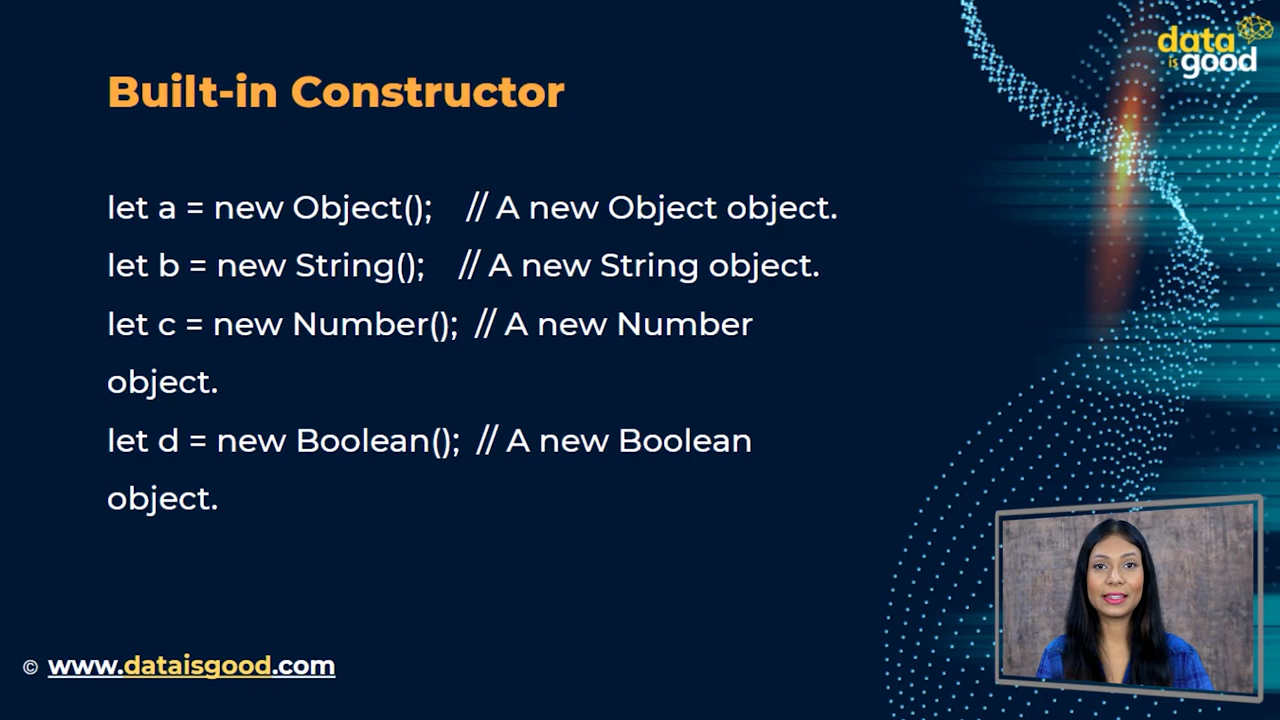 data
is good
Built-in Constructor
let a = new Object(); // A new Object object.
let b = new String(); // A new String object.
let c = new Number(); // A new Number
object.
let d = new Boolean(); // A new Boolean
object.
© www.dataisgood.com